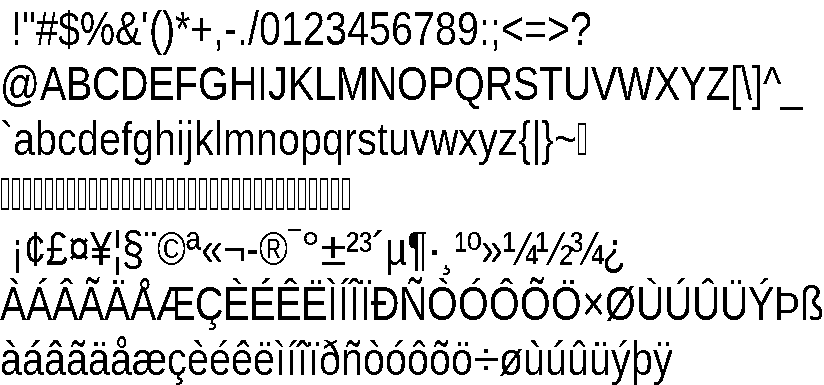 !"#$%&'()*+,-./0123456789:;<=>?
@ABCDEFGHIJKLMNOPQRSTUVWXYZ[\]^_
`abcdefghijklmnopqrstuvwxyz{|}~
¡¢£¤¥¦§¨©ª«¬-®¯°±²³´µ¶·¸¹º»¼½¾¿
ÀÁÂÃÄÅÆÇÈÉÊËÌÍÎÏÐÑÒÓÔÕÖ×ØÙÚÛÜÝÞß
àáâãäåæçèéêëìíîïðñòóôõö÷øùúûüýþÿ